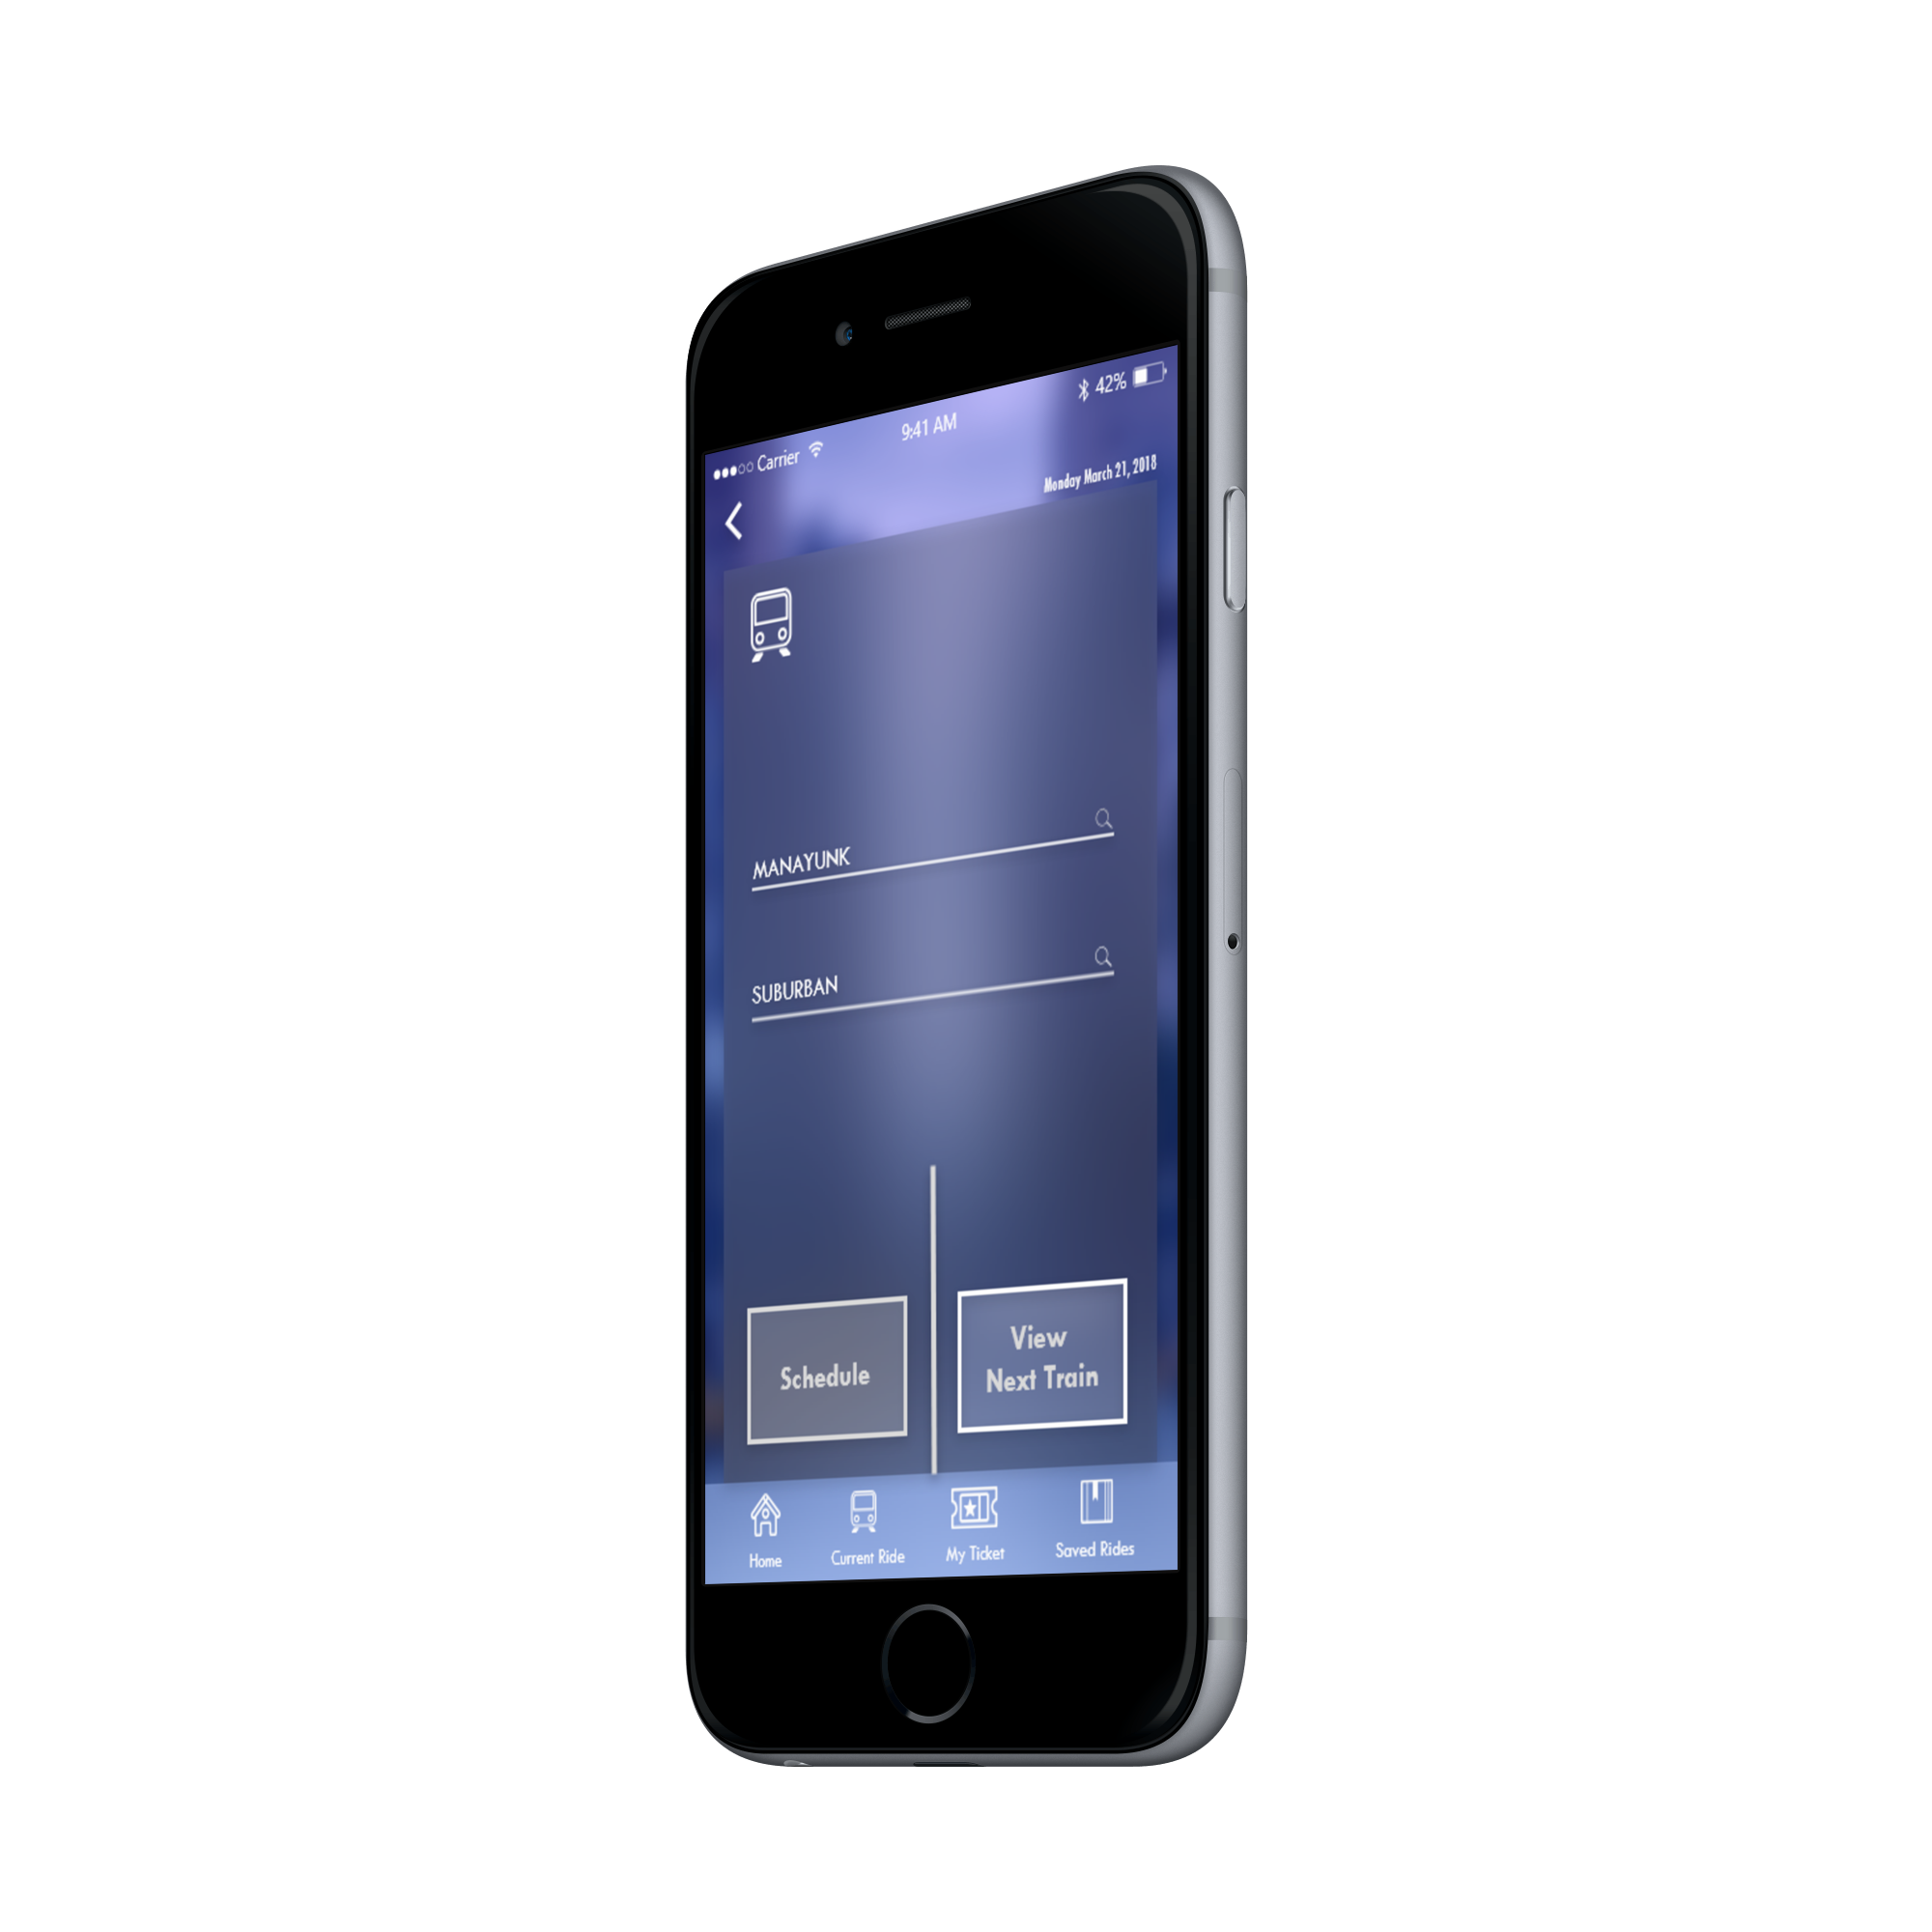 Carrier
9:41 AM
42%
Monday March 21, 2018
MANAYUNK
SUBURBAN
Schedule
View
Next Train
Home
Current Ride
My Ticket
Saved Rides